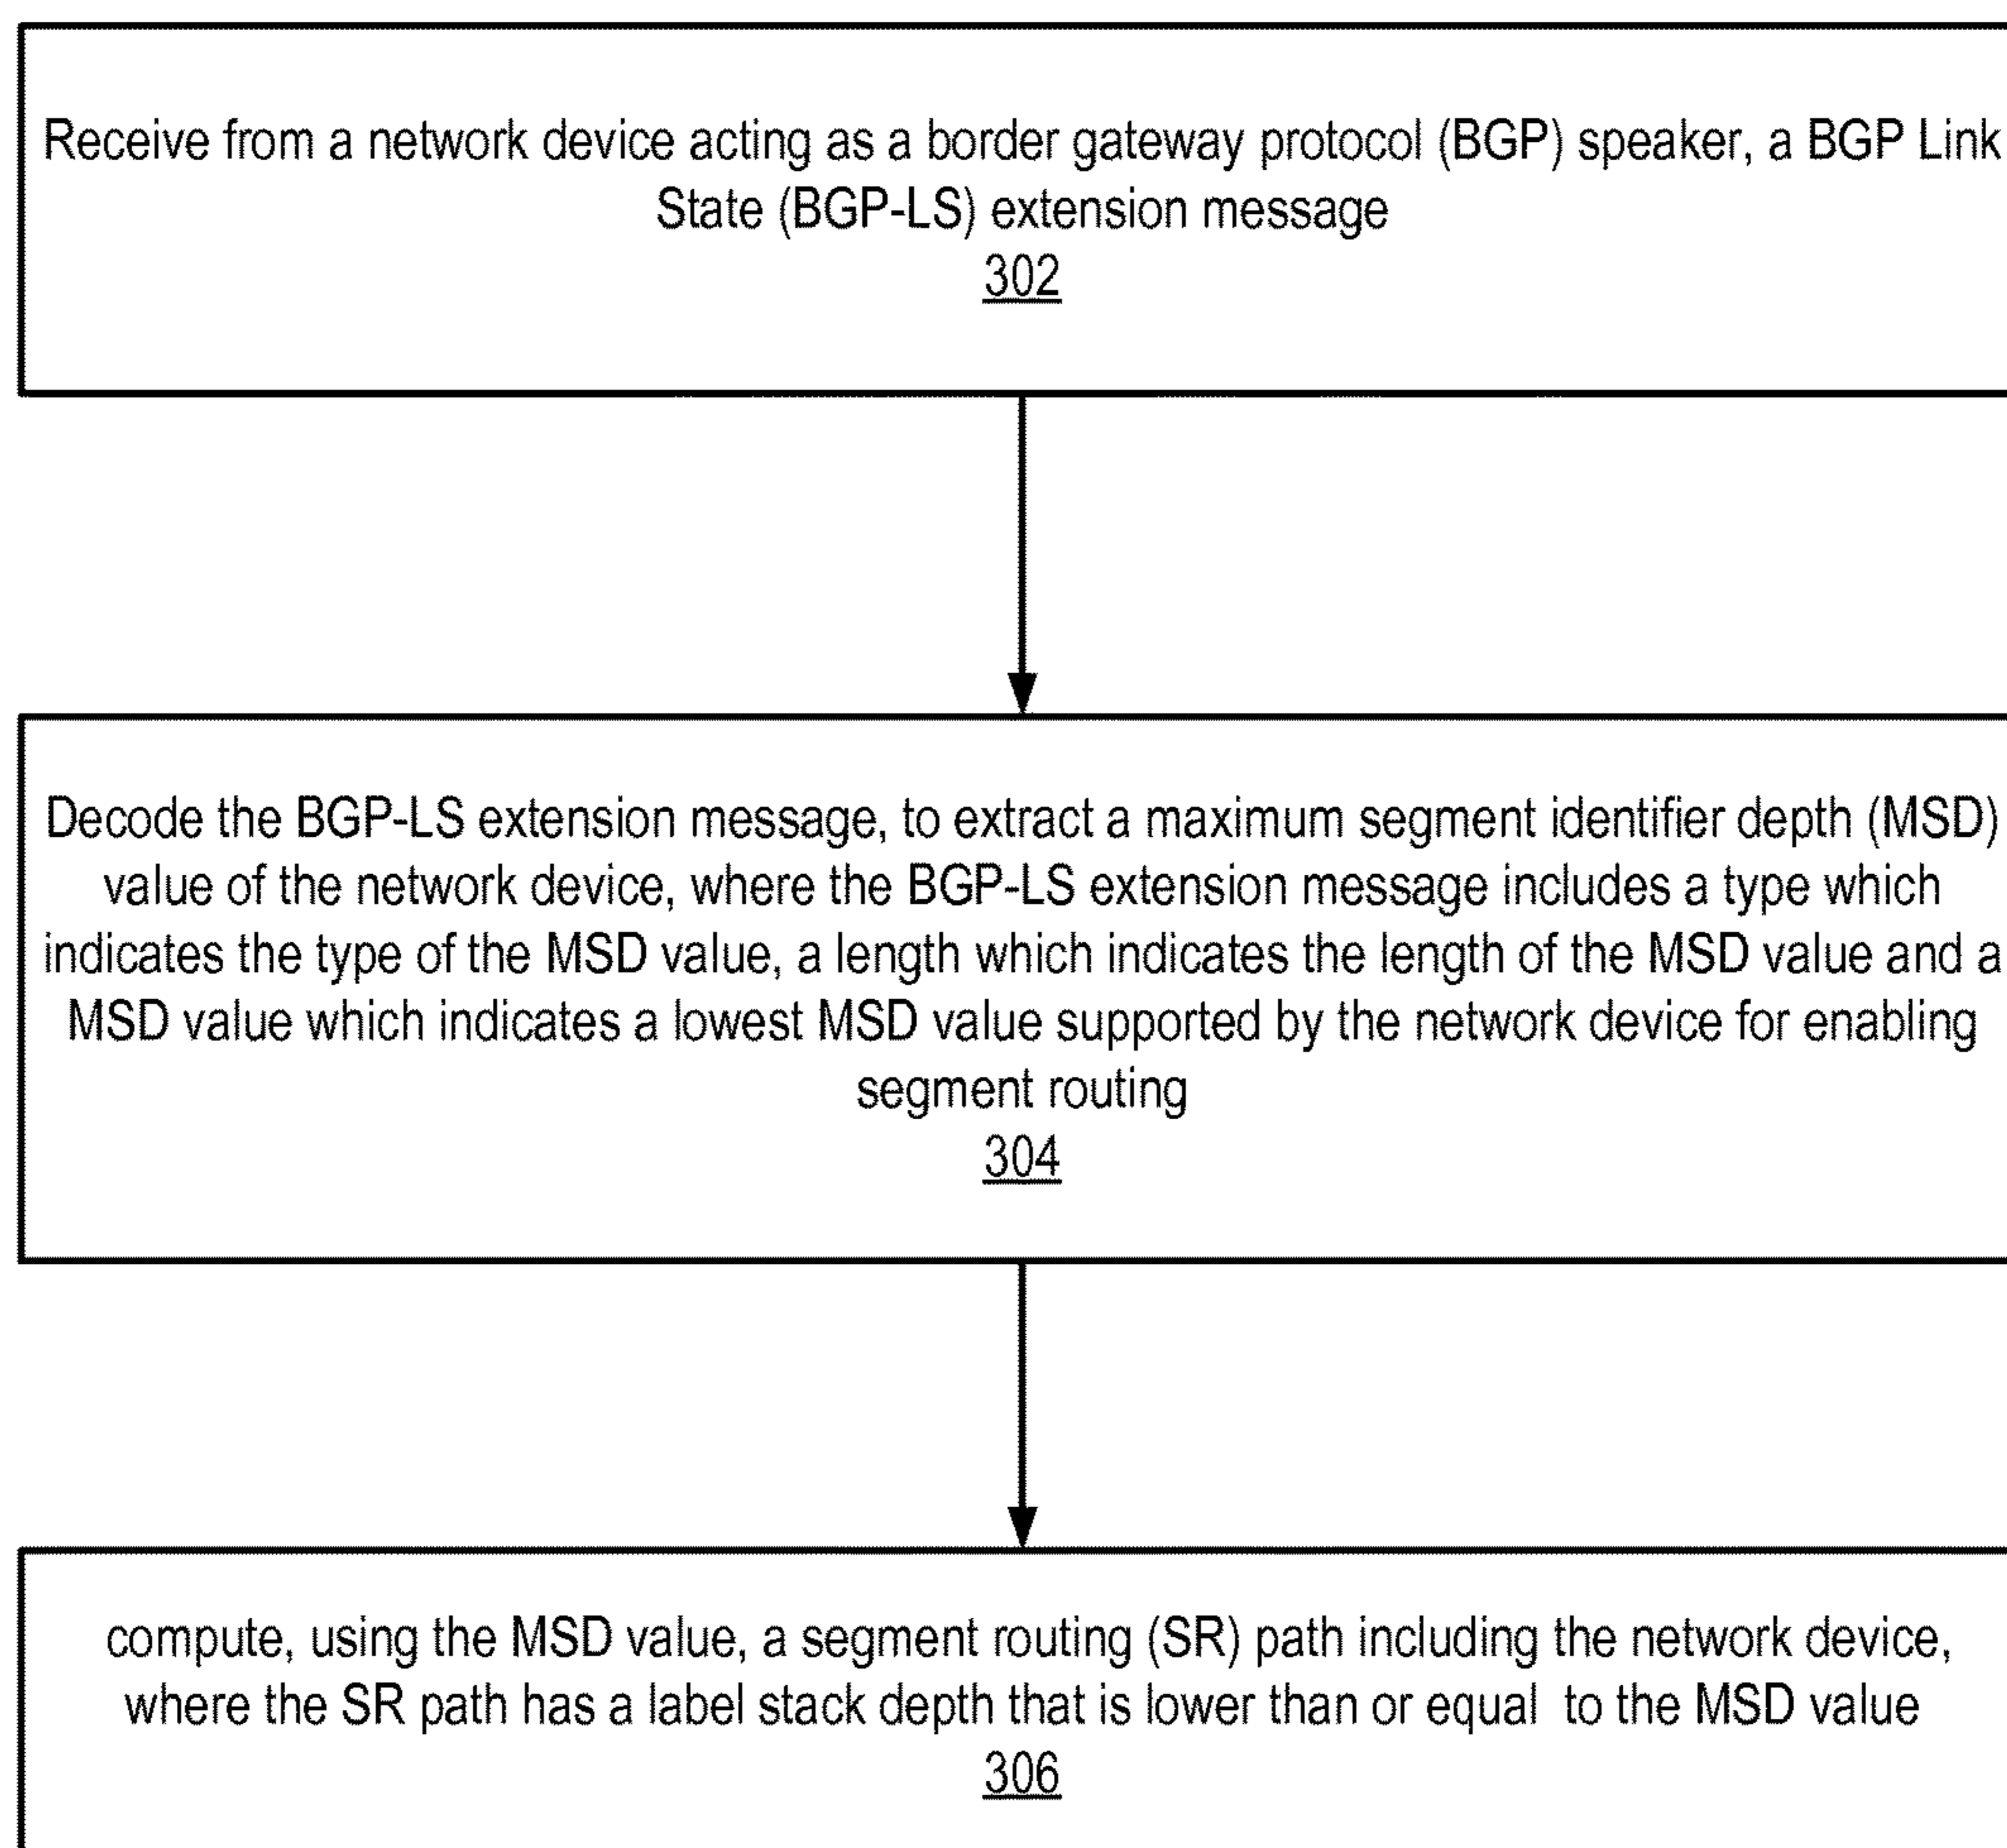 Receive from a network device acting as a border gateway protocol (BGP) speaker, a BGP Link
State (BGP-LS) extension message
302
Decode the BGP-LS extension message, to extract a maximum segment identifier depth (MSD)
value of the network device, where the BGP-LS extension message includes a type which
indicates the type of the MSD value, a length which indicates the length of the MSD value and a
MSD value which indicates a lowest MSD value supported by the network device for enabling
segment routing
304
compute, using the MSD value, a segment routing (SR) path including the network device,
where the SR path has a label stack depth that is lower than or equal  to the MSD value
306